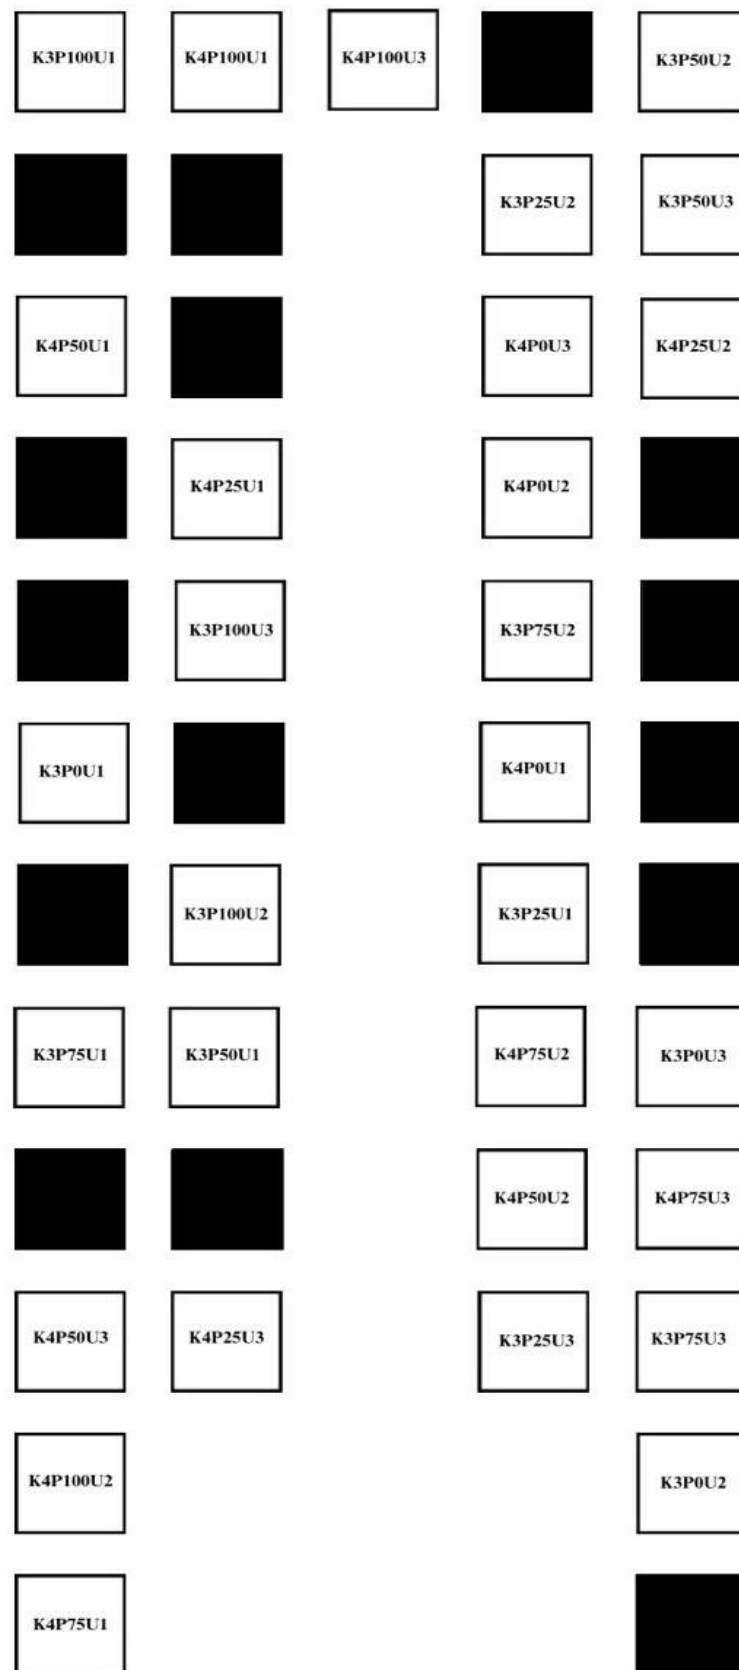 K3P100U1 K4P100U1 K4P100U3 K3P50U2
K3P25U2 K3P50U3
K4P50U1 K4P0U3 K4P25U2
K4P25U1 K4P0U2
K3P100U3 K3P75U2
K3P0U1 K4P0U1
K3P100U2 K3P25U1
K3P75U1 K3P50U1 K4P75U2 K3P0U3
K4P50U2 K4P75U3
K4P50U3 K4P25U3 K3P25U3 K3P75U3
K4P100U2 K3P0U2
K4P75U1